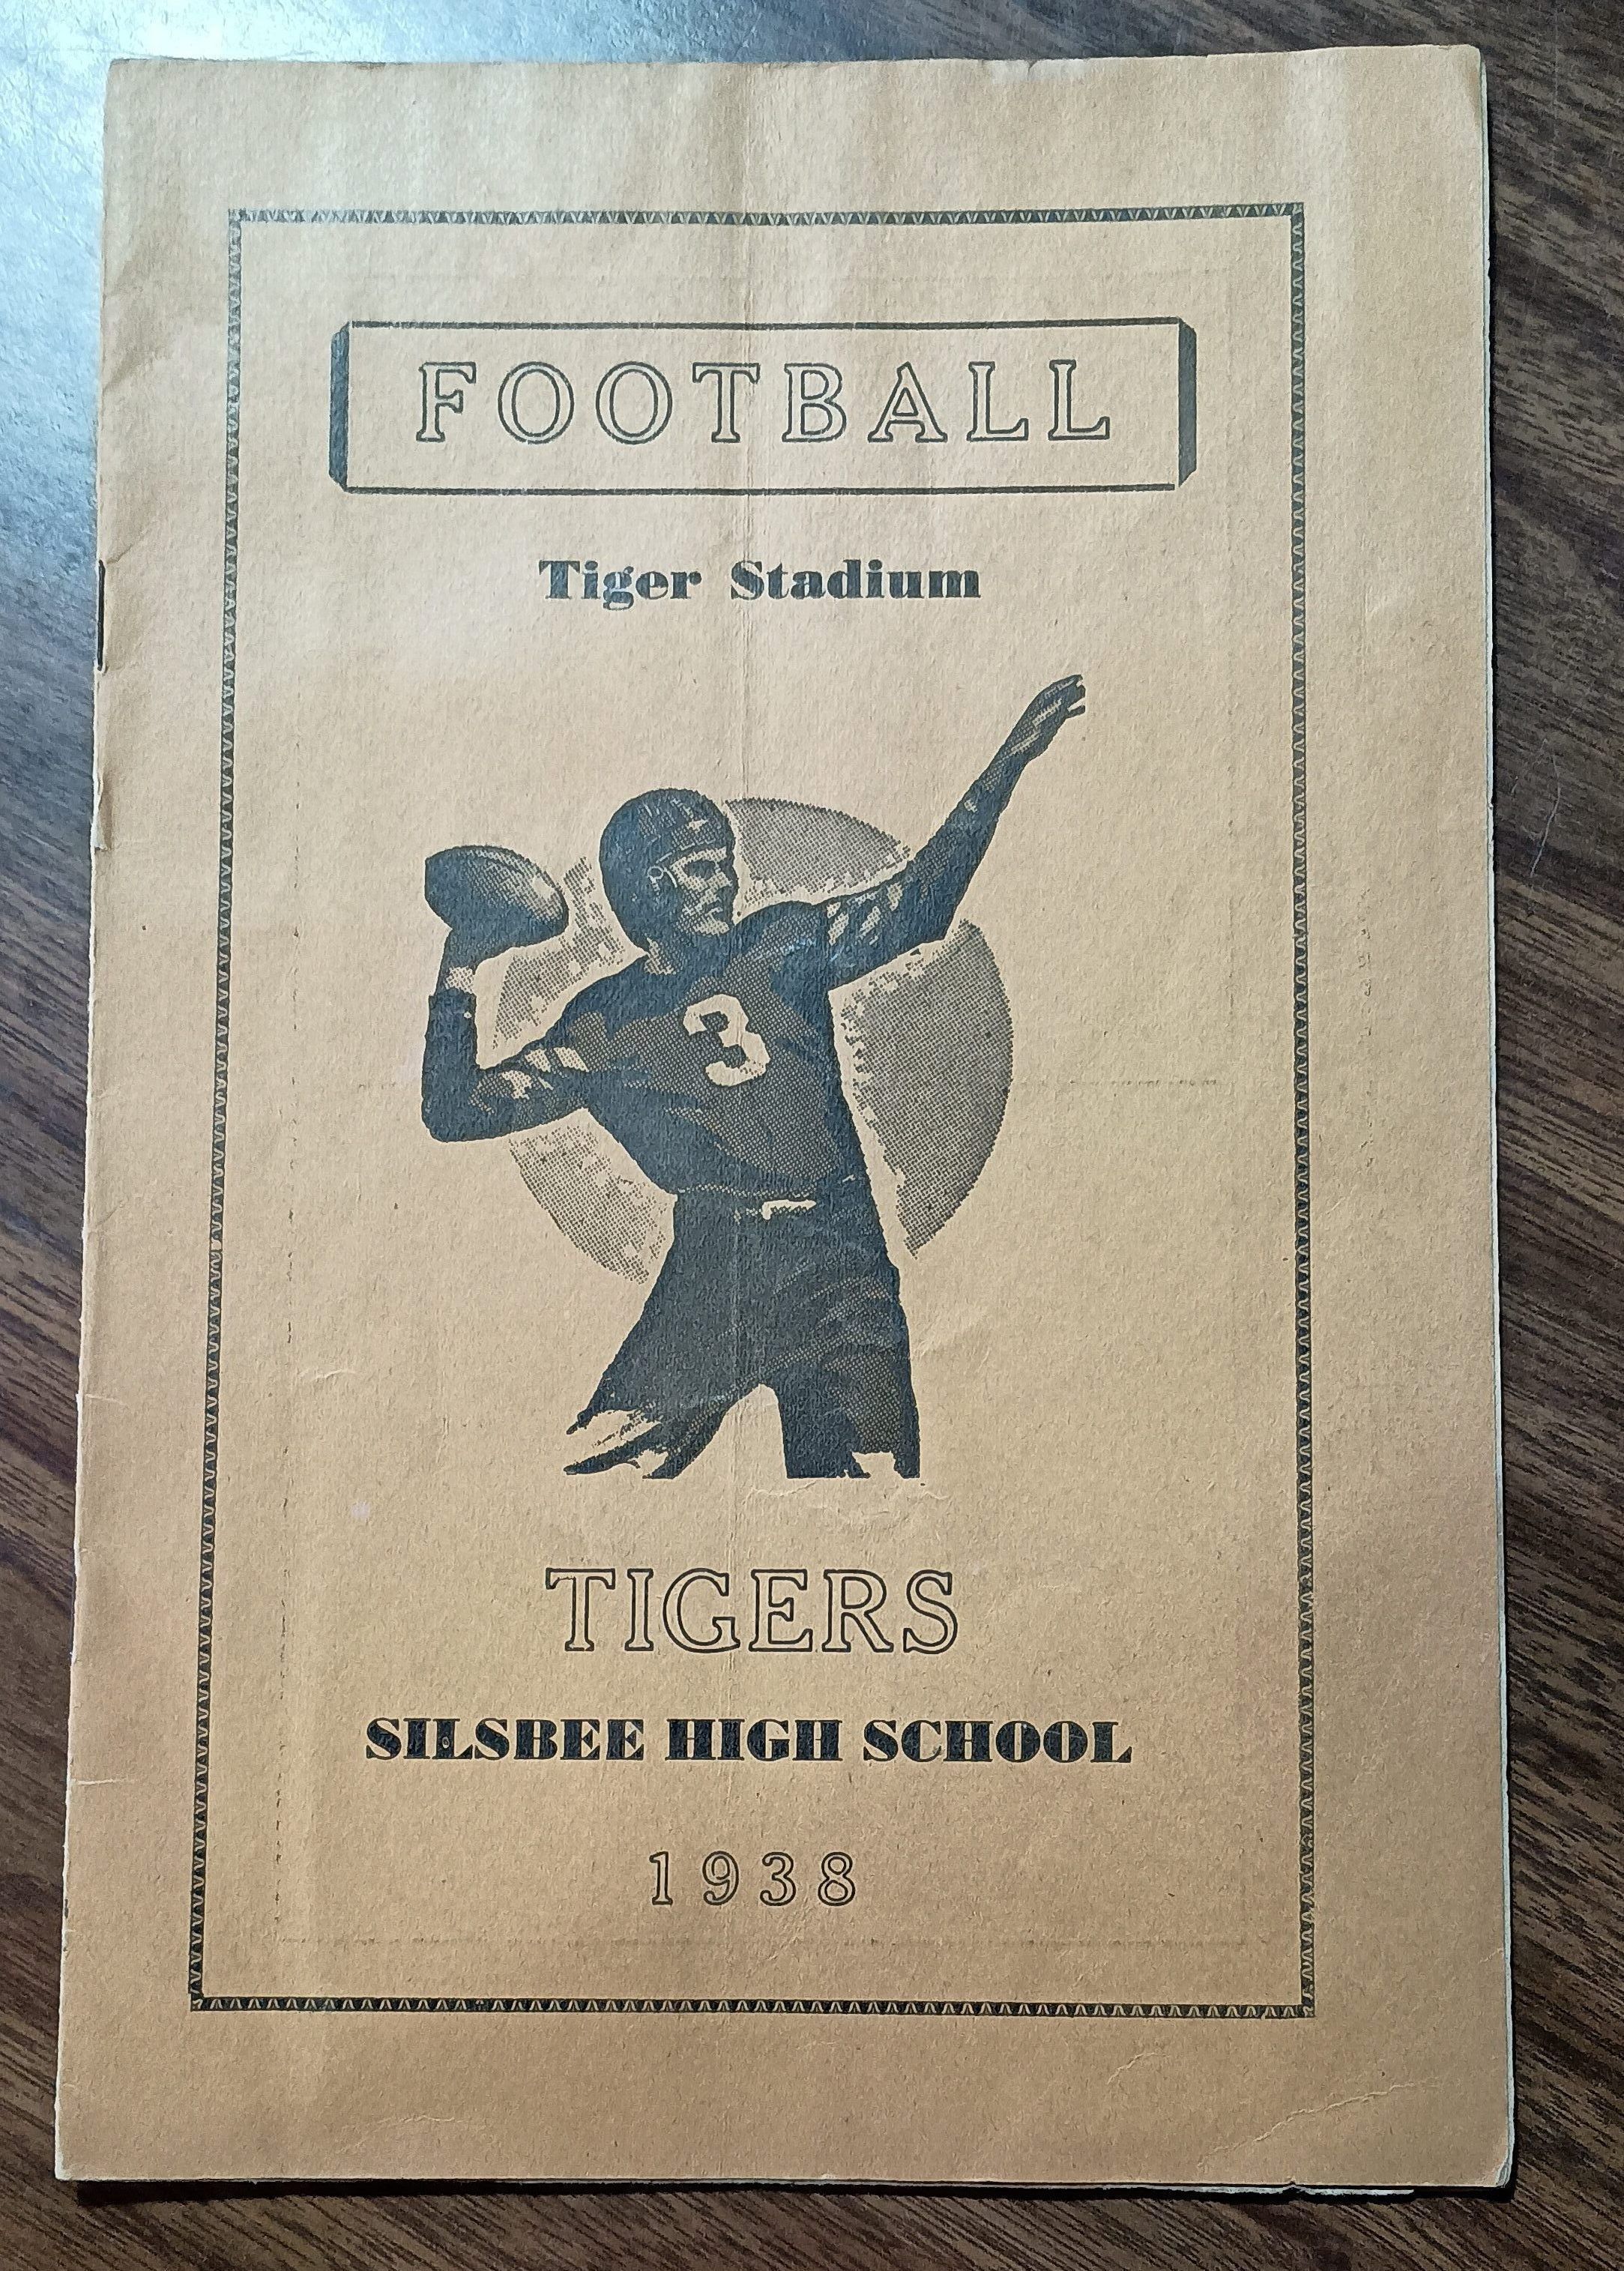 FOOTBALL
Tiger Stadium
3
TIGERS
SILSBEE HIGH SCHOOL
1938